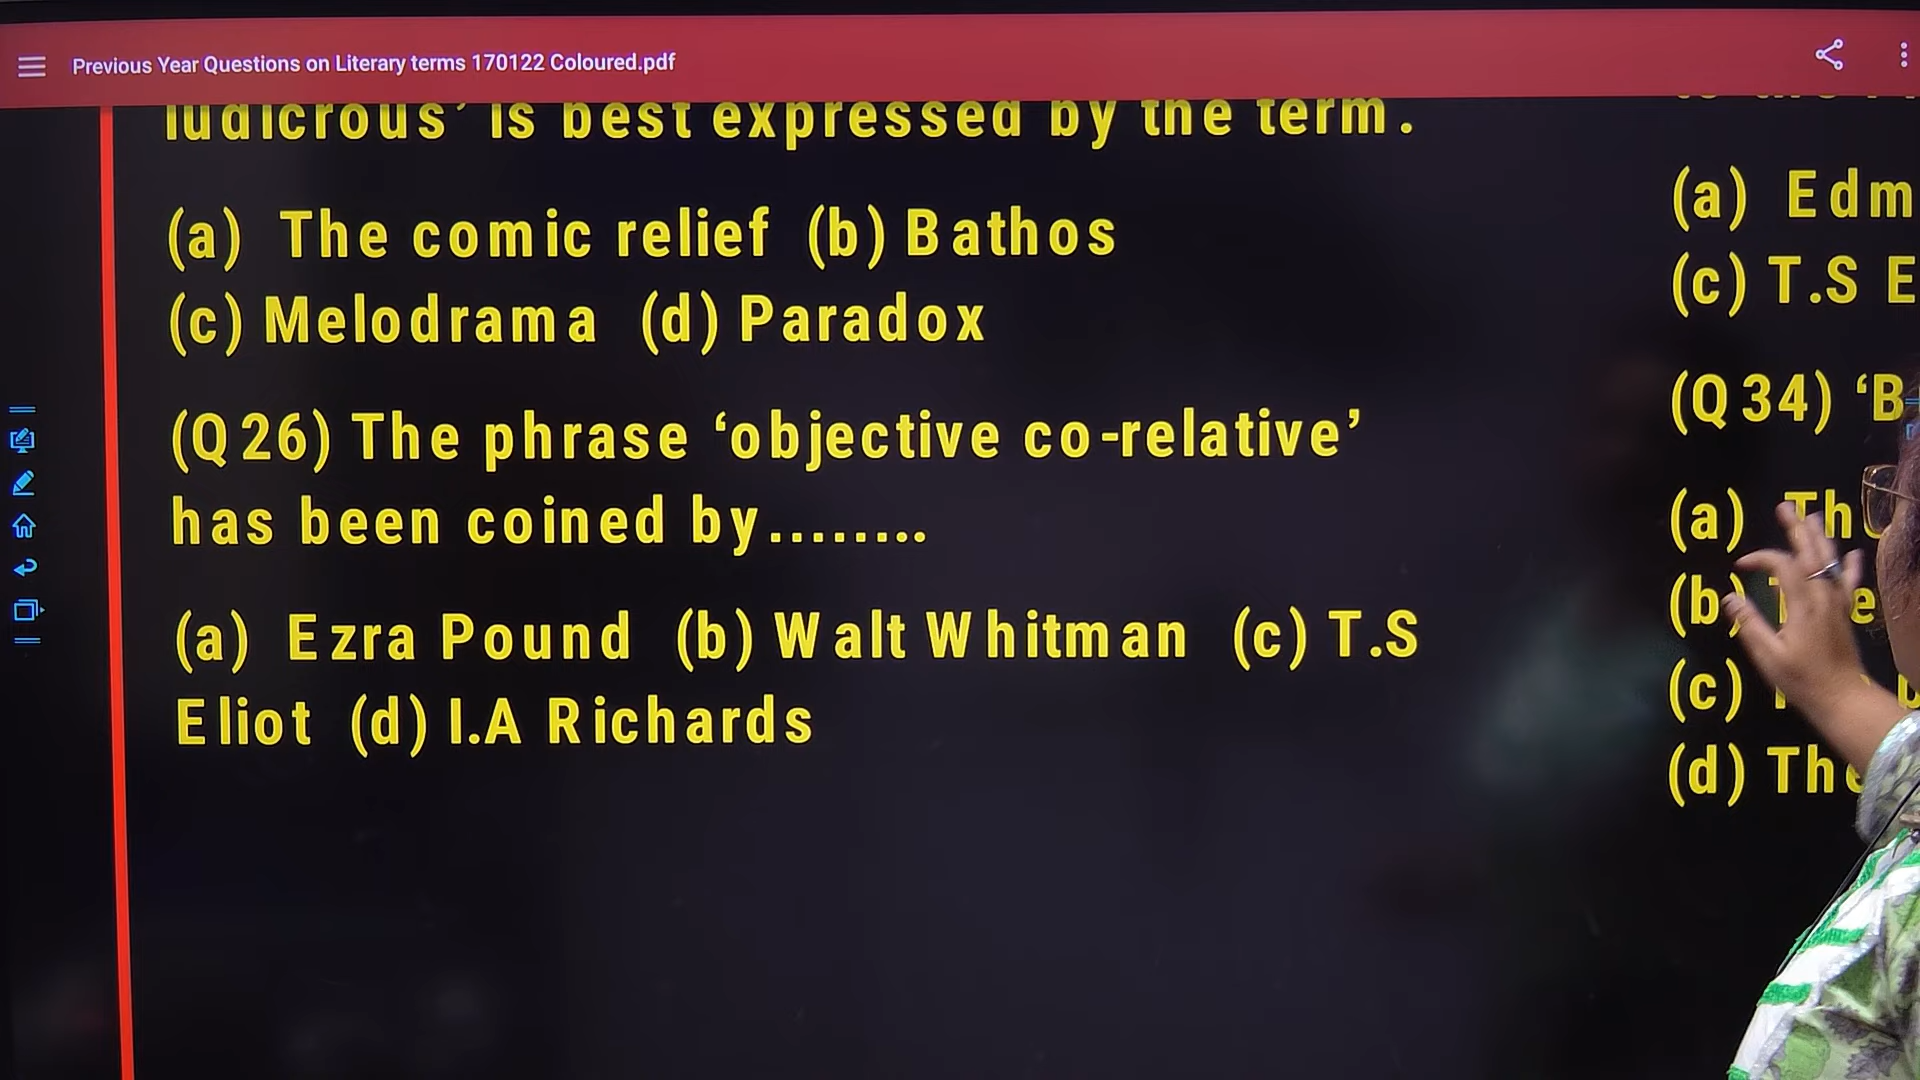 Previous Year Questions on Literary terms 170122 Coloured.pdf
ludicrous’ is best expressed by the term.
(a) The comic relief (b) Bathos
(c) Melodrama (d) Paradox
(Q26) The phrase ‘objective co-relative’
has been coined by........
(a) Ezra Pound (b) Walt Whitman (c) T.S
Eliot (d) I.A Richards
(a) Edm
(c) T.S E
(Q34) ‘B
(a) Th
(b)
(c)
(d) The